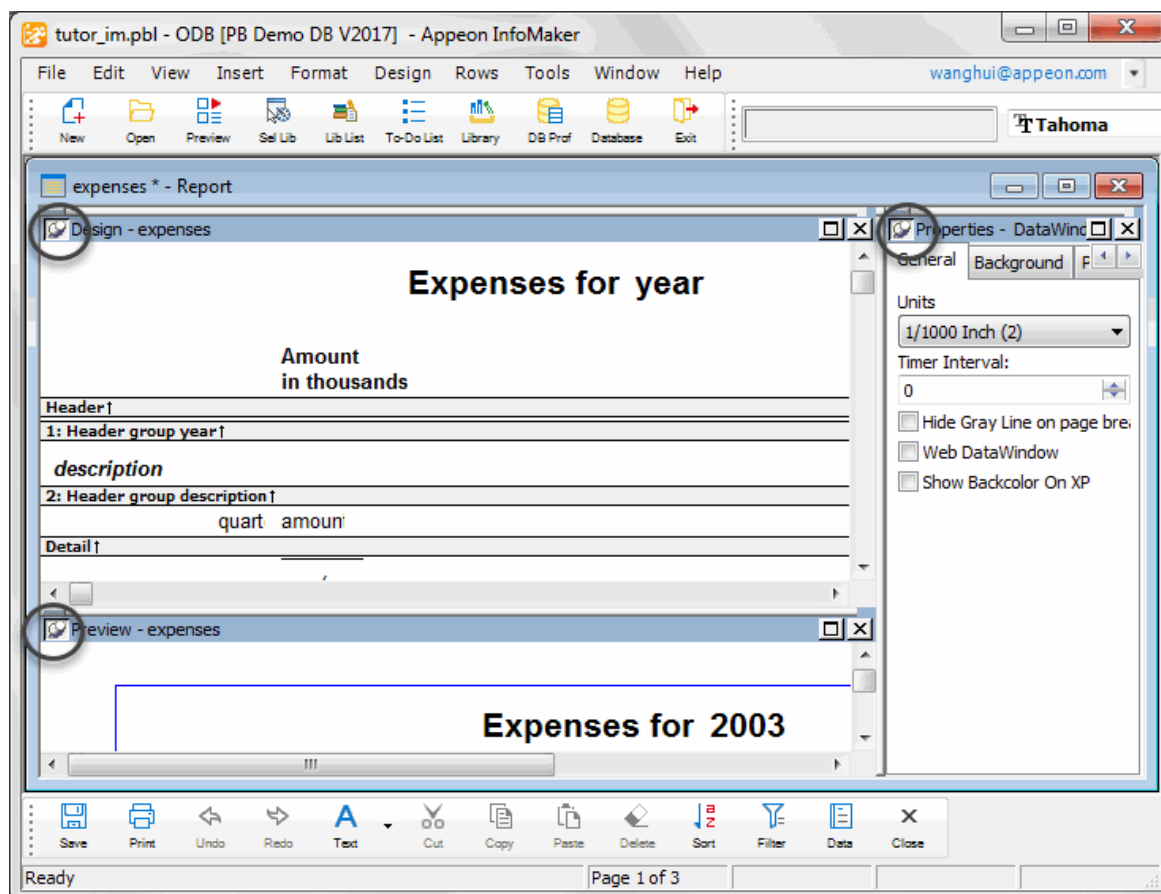 tutor_im.pbl - ODB [PB Demo DB V2017] - Appeon InfoMaker
File Edit View Insert Format Design Rows Tools Window Help wanghui@appeon.com
New Open Preview Sel Lib Lib List To-Do List Library DB Prof Database Exit Tahoma
expenses * - Report
Design - expenses
Properties - DataWind
General Background P
Expenses for year
Units
1/1000 Inch (2)
Amount
in thousands
Timer Interval:
0
Header↑
Hide Gray Line on page brea
1: Header group year↑
Web DataWindow
description
Show Backcolor On XP
2: Header group description↑
quart amount
Detail↑
Preview - expenses
Expenses for 2003
Save Print Undo Redo Text Cut Copy Paste Delete Sort Filter Data Close
Ready Page 1 of 3